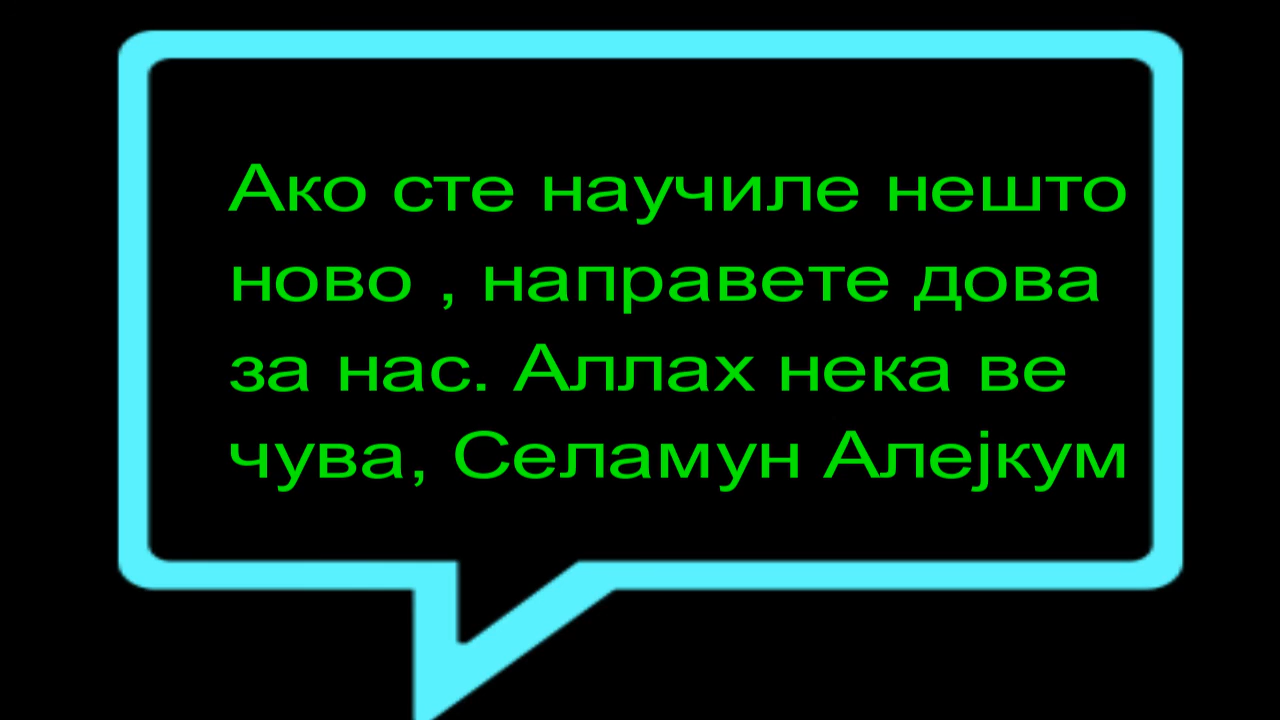 Ако сте научиле нешто
ново , направете дова
за нас. Аллах нека ве
чува, Селамун Алејкум